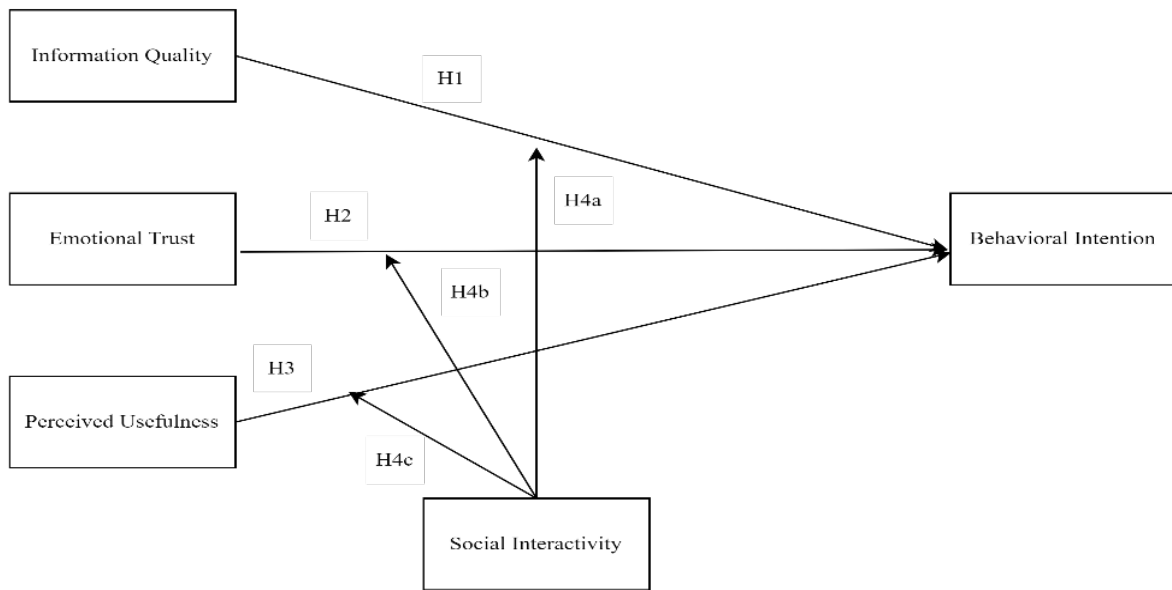 Information Quality
H1
H4a
Emotional Trust
H2
Behavioral Intention
H4b
H3
Perceived Usefulness
H4c
Social Interactivity